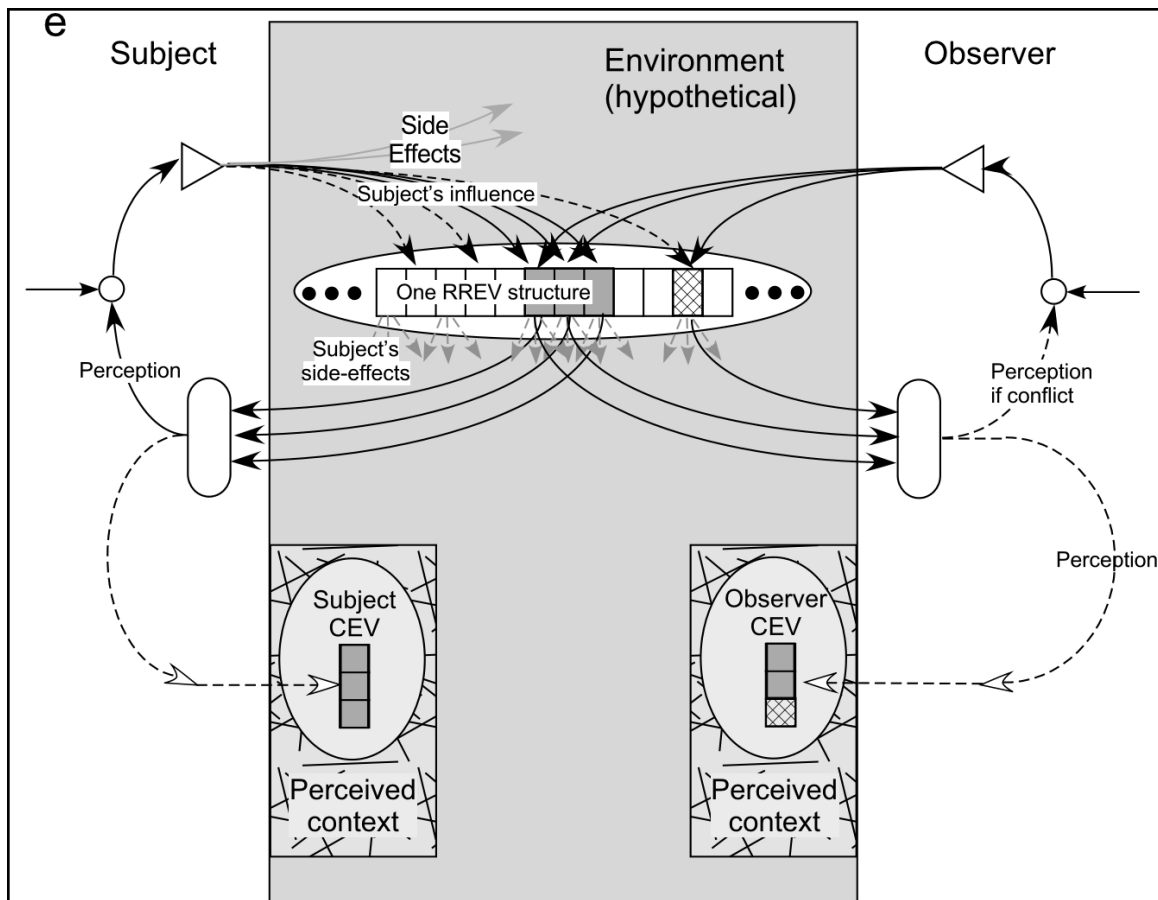 e
Subject
Environment
(hypothetical)
Observer
Side
Effects
Subject's influence
One RREV structure
Subject's
side-effects
Perception
Perception
if conflict
Perception
Subject
CEV
Observer
CEV
Perceived
context
Perceived
context